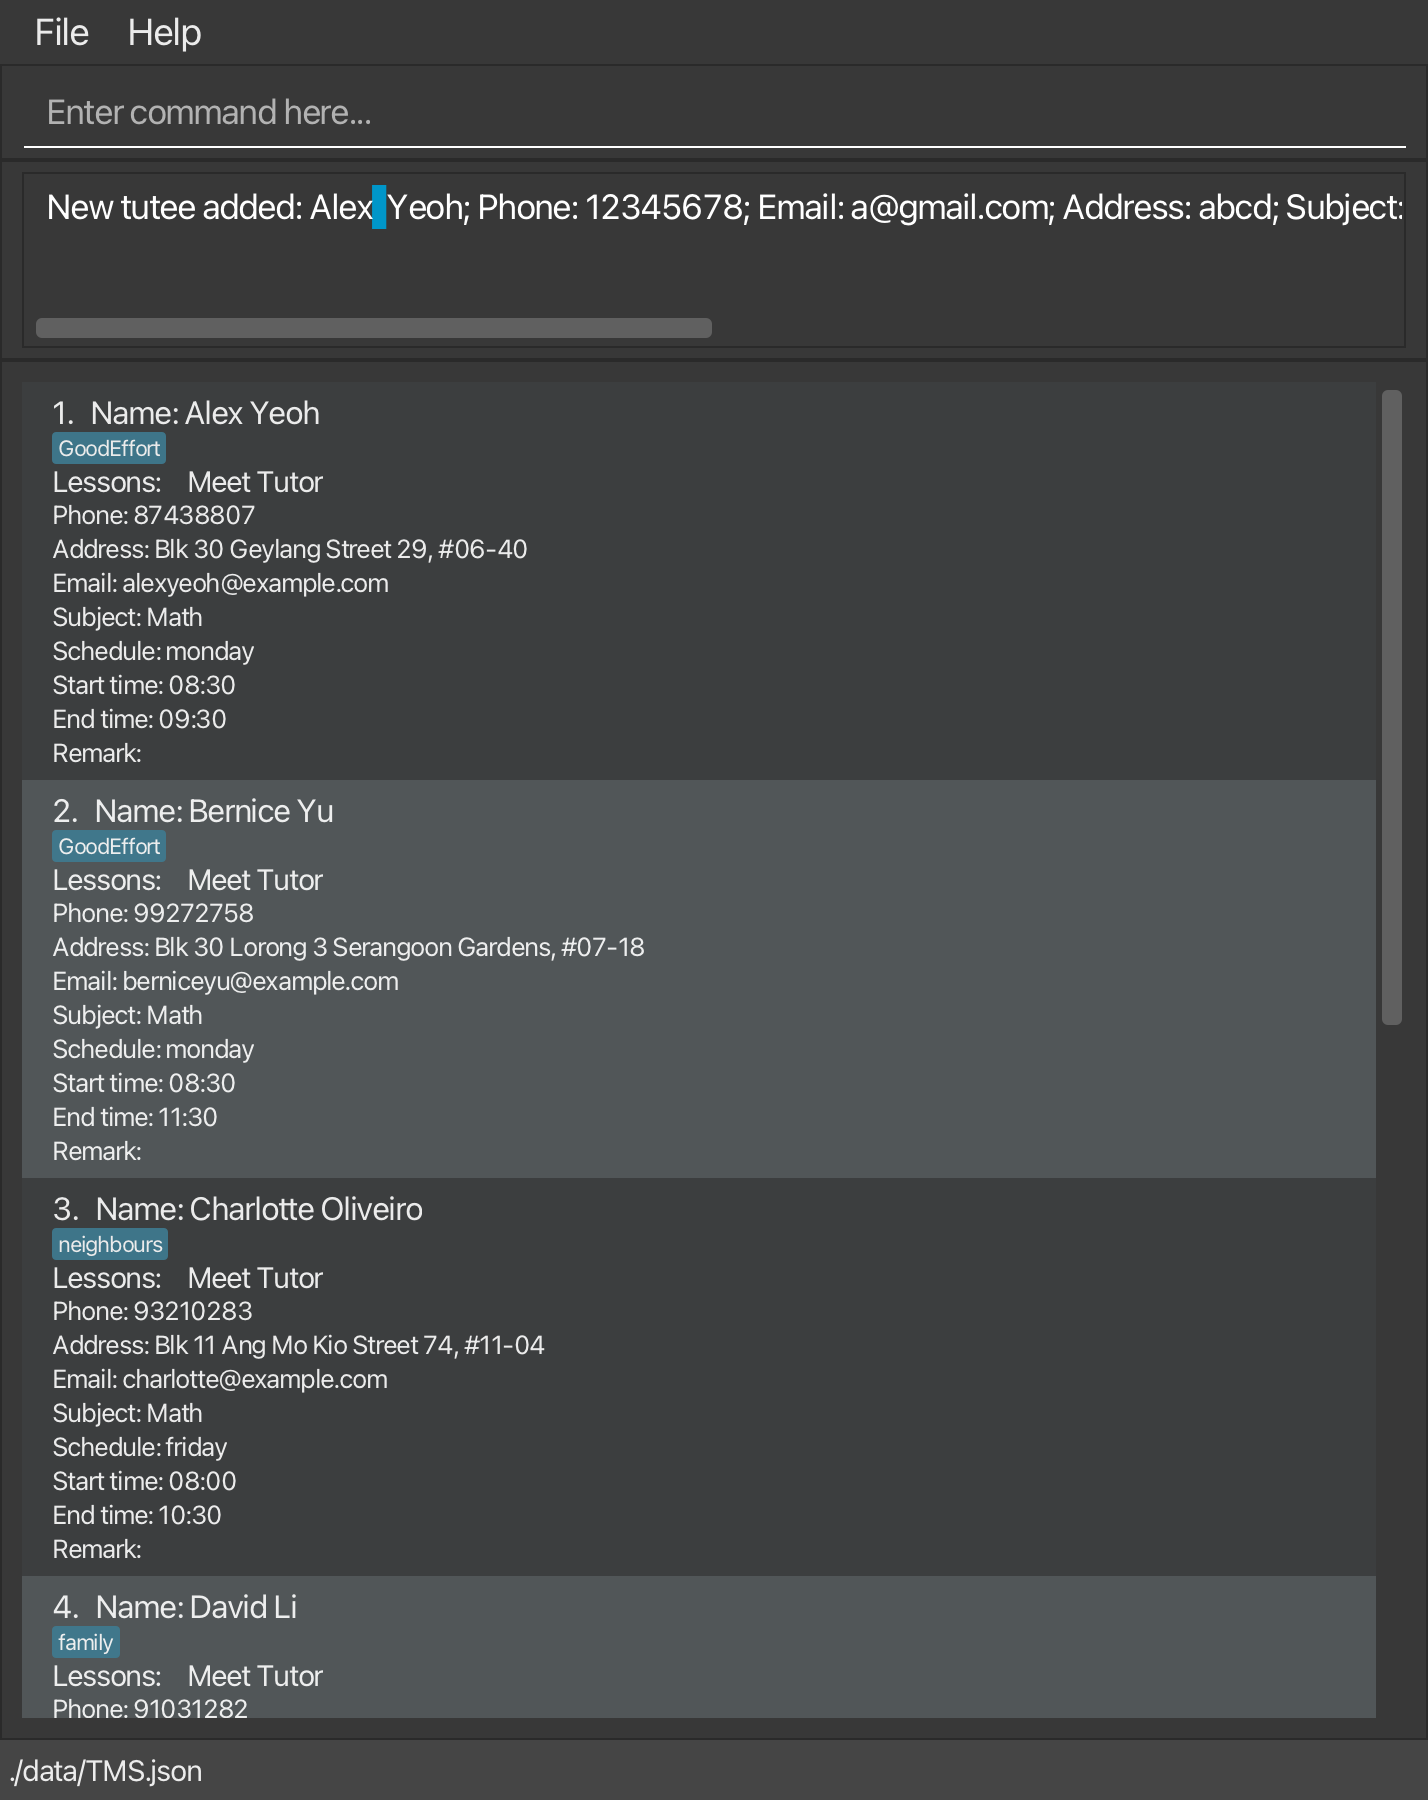 File Help
Enter command here...
New tutee added: Alex Yeoh; Phone: 12345678; Email: a@gmail.com; Address: abcd; Subject:
1. Name: Alex Yeoh
GoodEffort
Lessons: Meet Tutor
Phone: 87438807
Address: Blk 30 Geylang Street 29, #06-40
Email: alexyeoh@example.com
Subject: Math
Schedule: monday
Start time: 08:30
End time: 09:30
Remark:
2. Name: Bernice Yu
GoodEffort
Lessons: Meet Tutor
Phone: 99272758
Address: Blk 30 Lorong 3 Serangoon Gardens, #07-18
Email: berniceyu@example.com
Subject: Math
Schedule: monday
Start time: 08:30
End time: 11:30
Remark:
3. Name: Charlotte Oliveiro
neighbours
Lessons: Meet Tutor
Phone: 93210283
Address: Blk 11 Ang Mo Kio Street 74, #11-04
Email: charlotte@example.com
Subject: Math
Schedule: friday
Start time: 08:00
End time: 10:30
Remark:
4. Name: David Li
family
Lessons: Meet Tutor
Phone: 91031282
./data/TMS.json